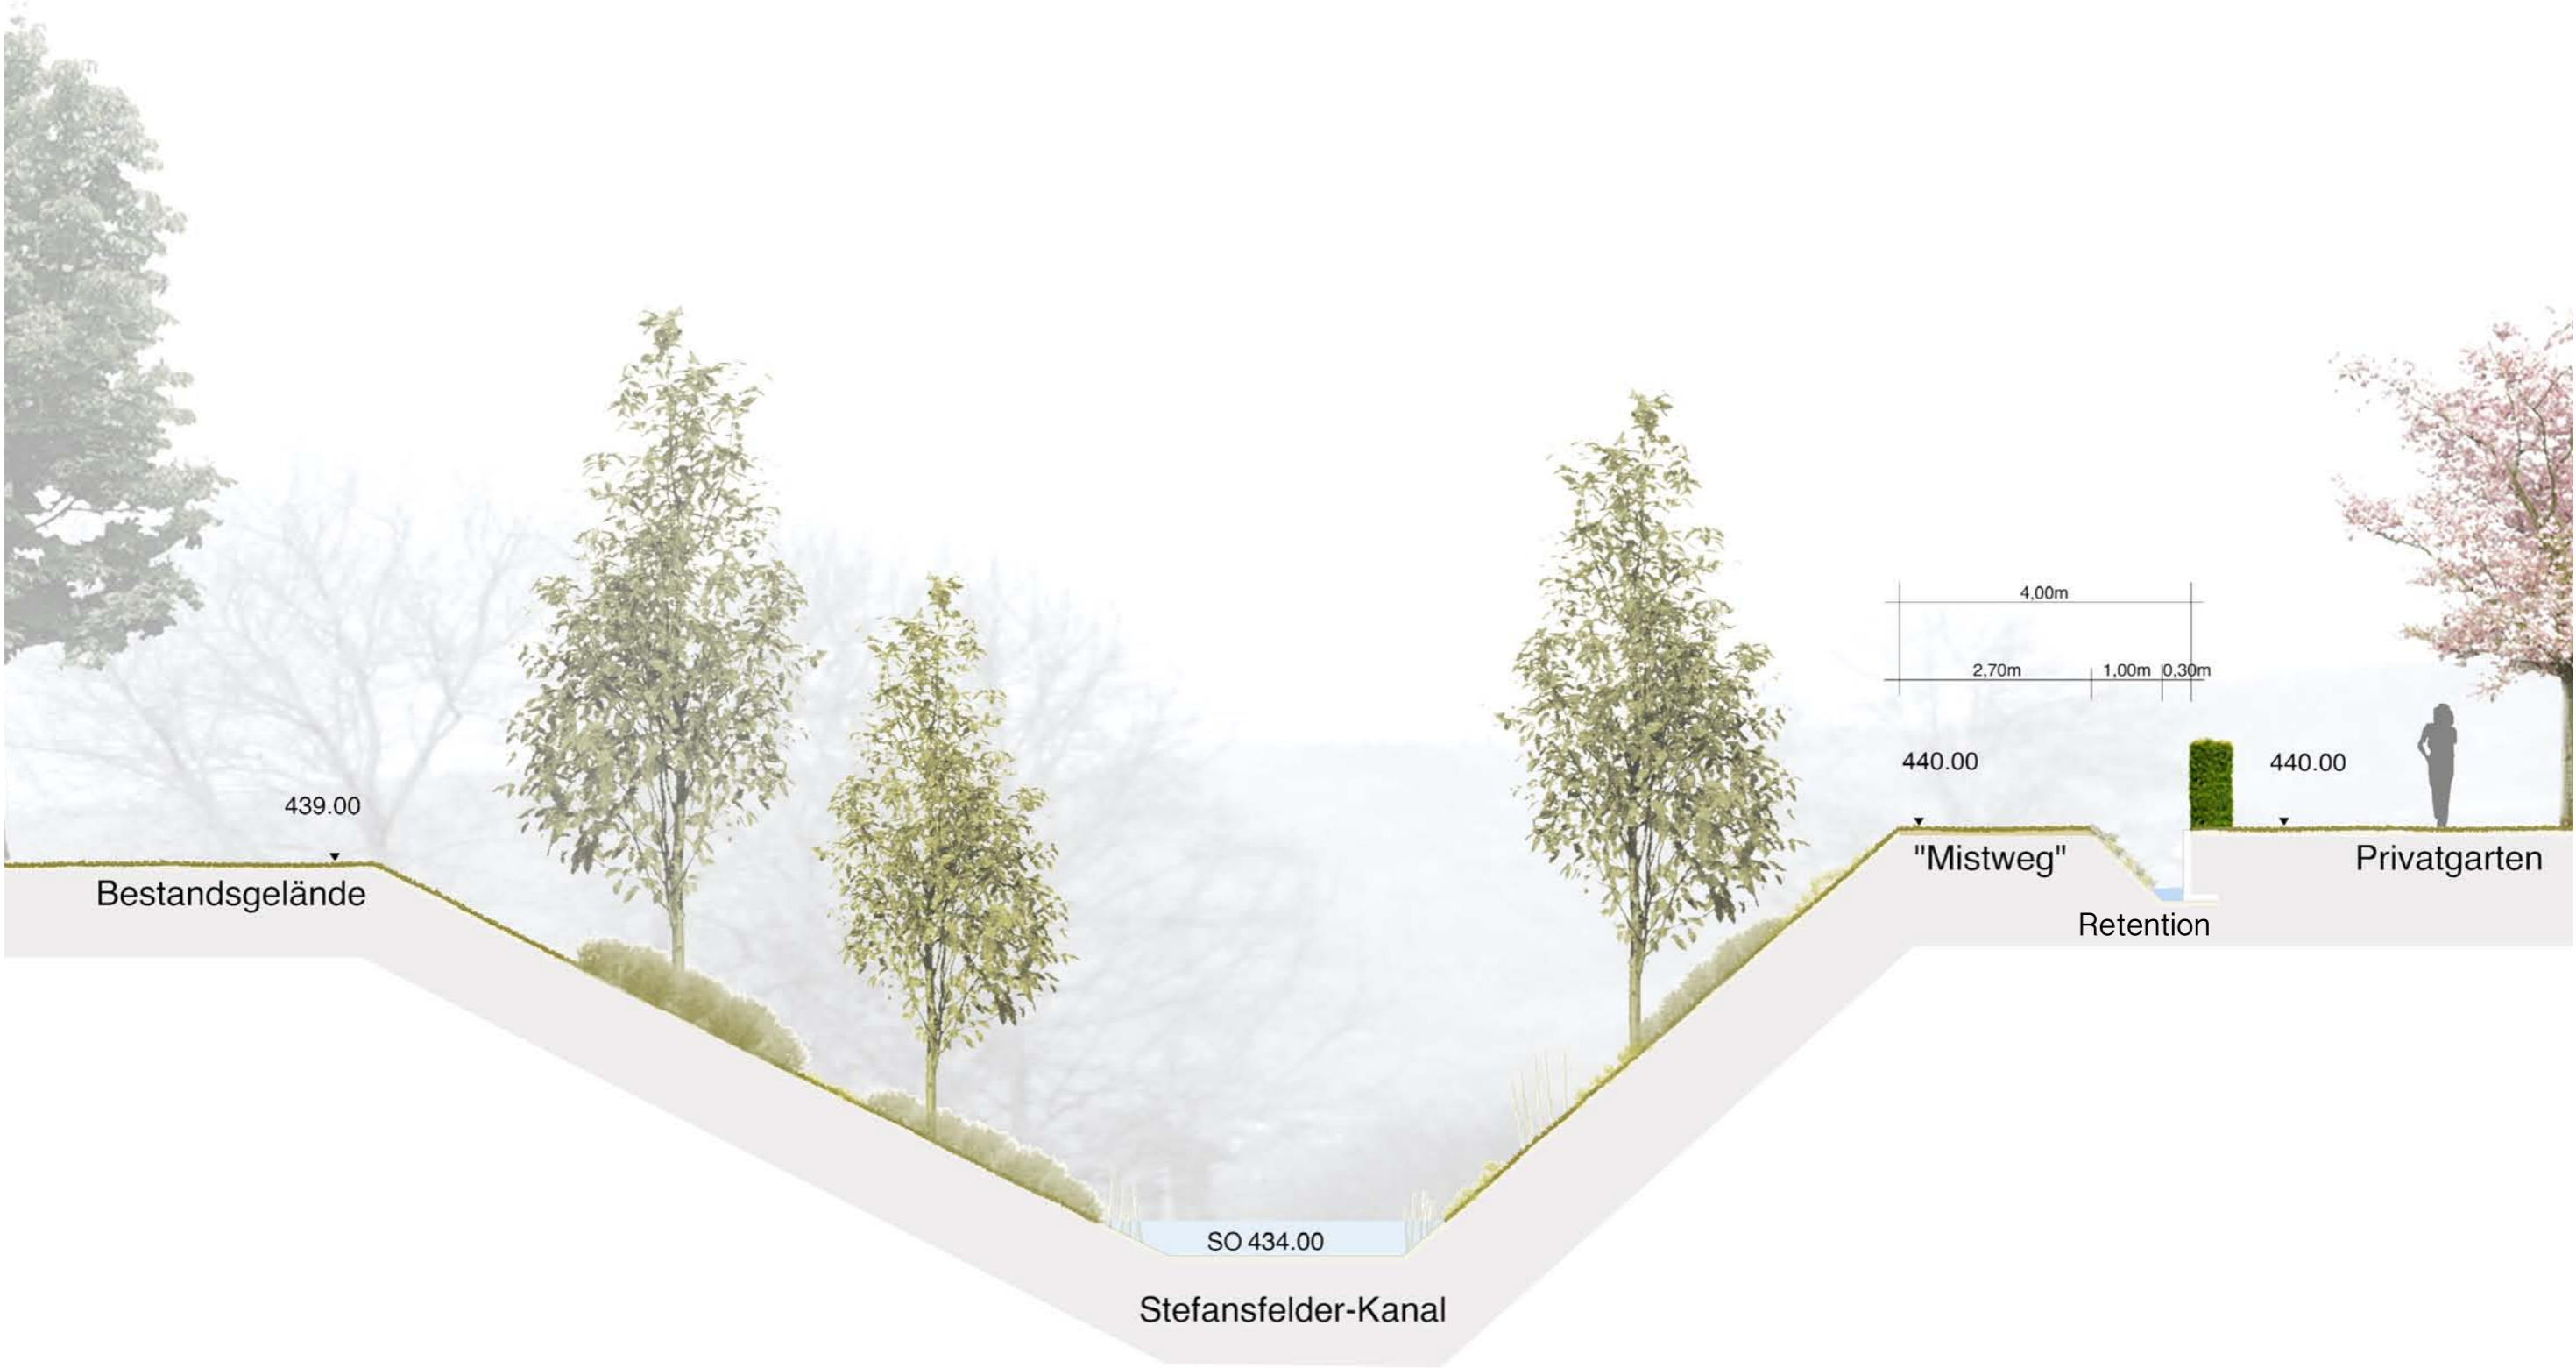 4,00m
2,70m
1,00m
0,30m
440.00
440.00
439.00
"Mistweg"
Privatgarten
Bestandsgelände
Retention
SO 434.00
Stefansfelder-Kanal